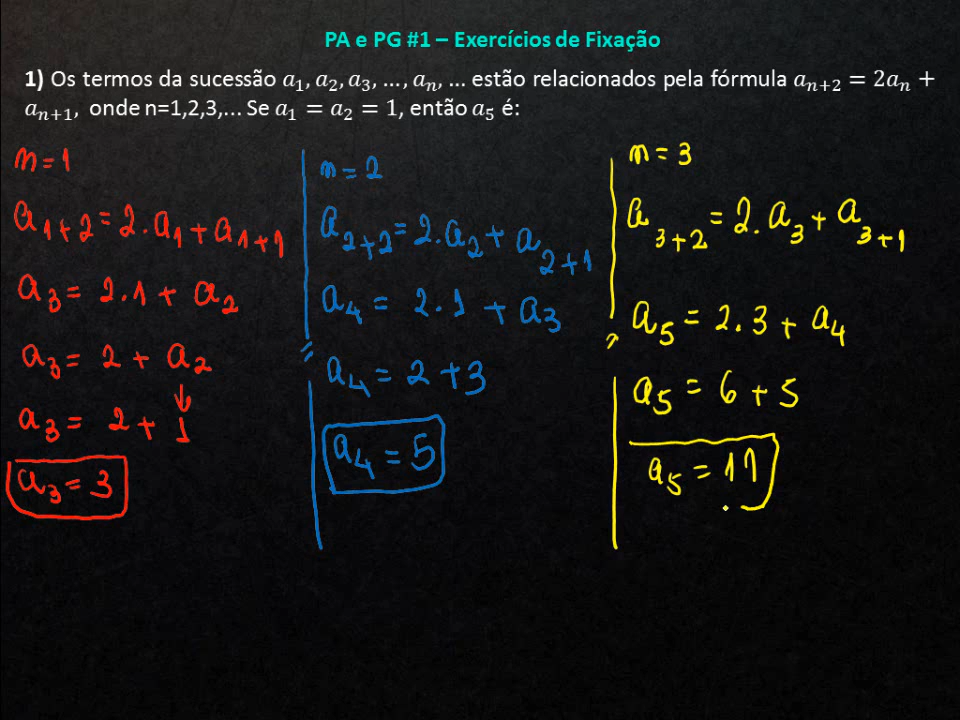 PA e PG #1 – Exercícios de Fixação
1) Os termos da sucessão a₁, a₂, a₃, ..., aₙ, ... estão relacionados pela fórmula aₙ₊₂ = 2aₙ +
aₙ₊₁, onde n=1,2,3,... Se a₁ = a₂ = 1, então a₅ é:
n = 1
a₁₊₂ = 2.a₁ + a₁₊₁
a₃ = 2.1 + a₂
a₃ = 2 + a₂
a₃ = 2 + 1
a₃ = 3
n = 2
a₂₊₂ = 2.a₂ + a₂₊₁
a₄ = 2.1 + a₃
a₄ = 2 + 3
a₄ = 5
n = 3
a₃₊₂ = 2.a₃ + a₃₊₁
a₅ = 2.3 + a₄
a₅ = 6 + 5
a₅ = 11